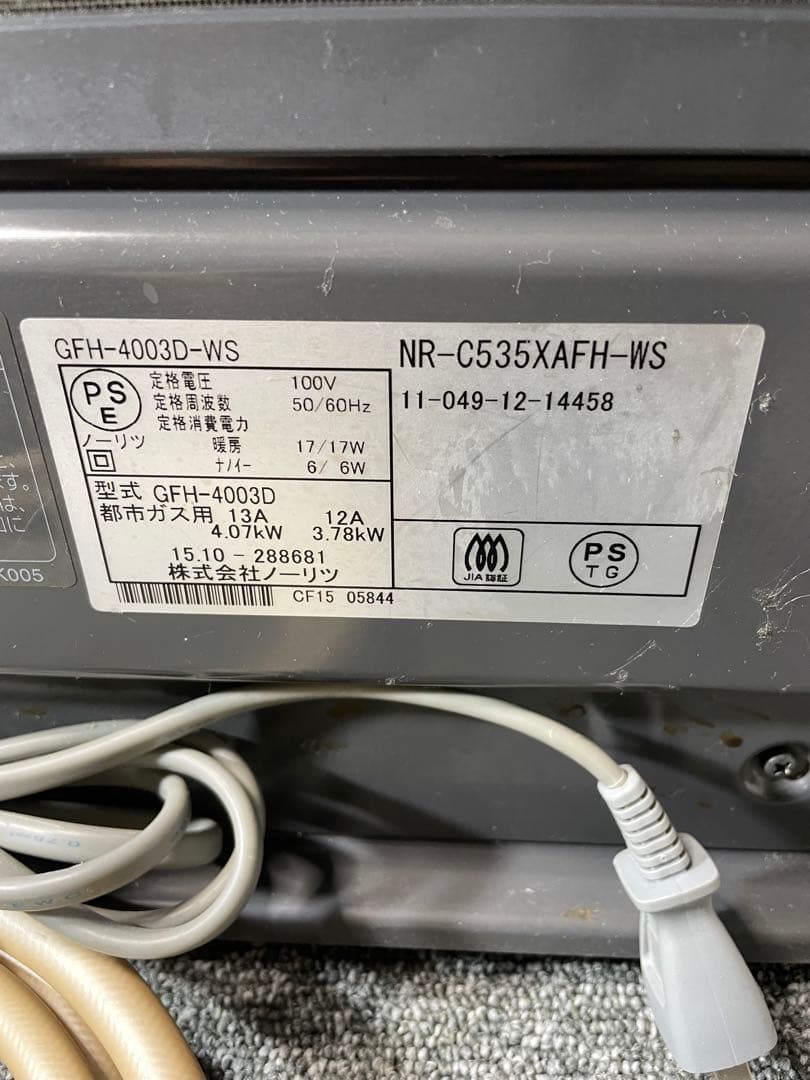 GFH-4003D-WS
PS
E
定格電圧 100V
定格周波数 50/60Hz
定格消費電力
ノーリツ 暖房 17/17W
ナノイー 6/ 6W
型式 GFH-4003D
都市ガス用 13A 12A
4.07kW 3.78kW
15.10-288681
株式会社ノーリツ
CF15 05844
NR-C535XAFH-WS
11-049-12-14458
JIA認証
PS
TG
す。
は、
K005